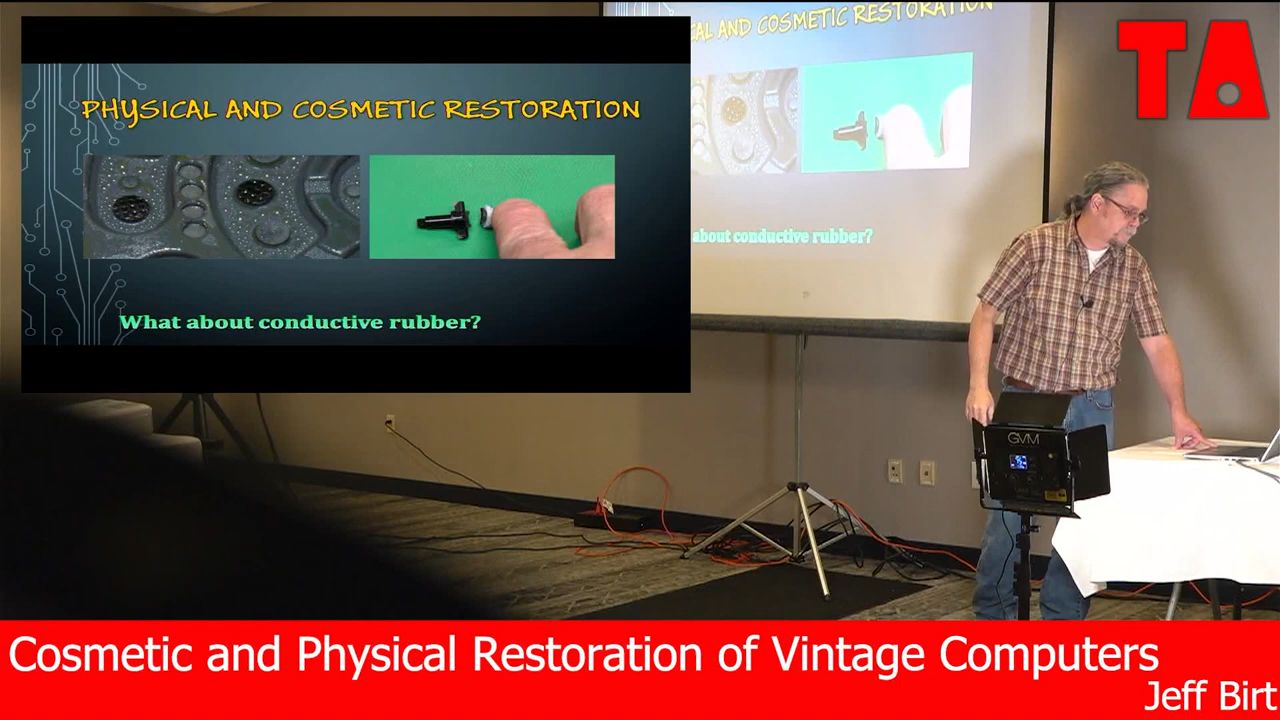 PHYSICAL AND COSMETIC RESTORATION
What about conductive rubber?
CAL AND COSMETIC RESTORATION
about conductive rubber?
TA
GVM
Cosmetic and Physical Restoration of Vintage Computers
Jeff Birt